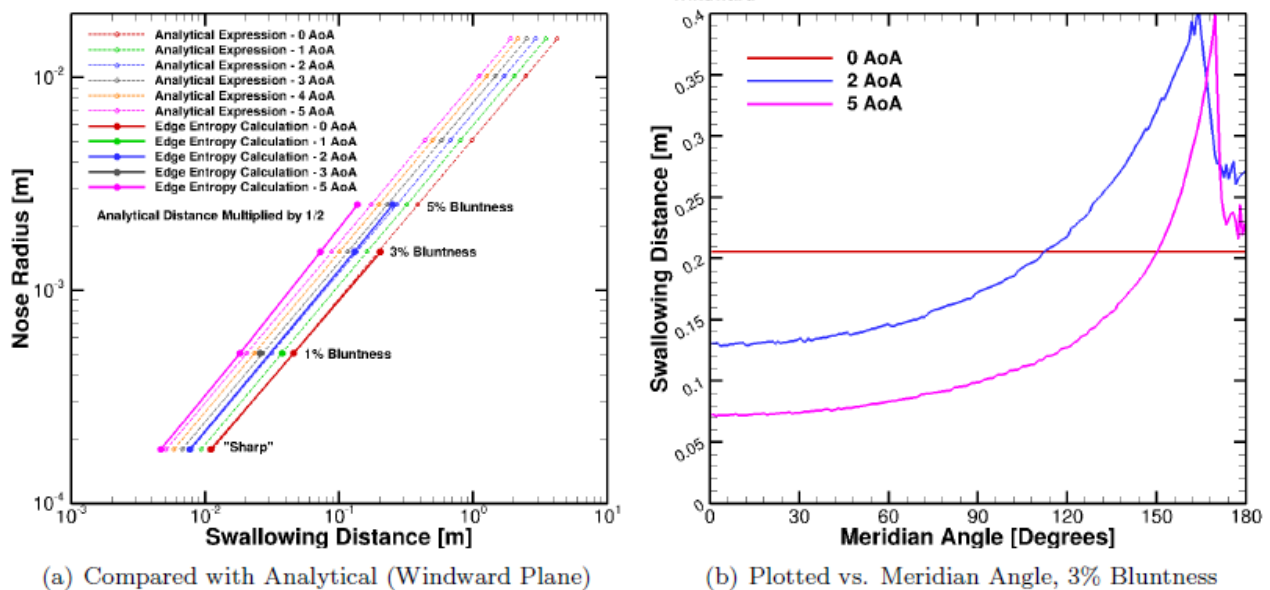 Nose Radius [m]
10^-2
10^-3
10^-4
Analytical Expression - 0 AoA
Analytical Expression - 1 AoA
Analytical Expression - 2 AoA
Analytical Expression - 3 AoA
Analytical Expression - 4 AoA
Analytical Expression - 5 AoA
Edge Entropy Calculation - 0 AoA
Edge Entropy Calculation - 1 AoA
Edge Entropy Calculation - 2 AoA
Edge Entropy Calculation - 3 AoA
Edge Entropy Calculation - 5 AoA
Analytical Distance Multiplied by 1/2
5% Bluntness
3% Bluntness
1% Bluntness
"Sharp"
10^-3 10^-2 10^-1 10^0 10^1
Swallowing Distance [m]
(a) Compared with Analytical (Windward Plane)
Swallowing Distance [m]
0.4
0.35
0.3
0.25
0.2
0.15
0.1
0.05
0
0 AoA
2 AoA
5 AoA
0 30 60 90 120 150 180
Meridian Angle [Degrees]
(b) Plotted vs. Meridian Angle, 3% Bluntness